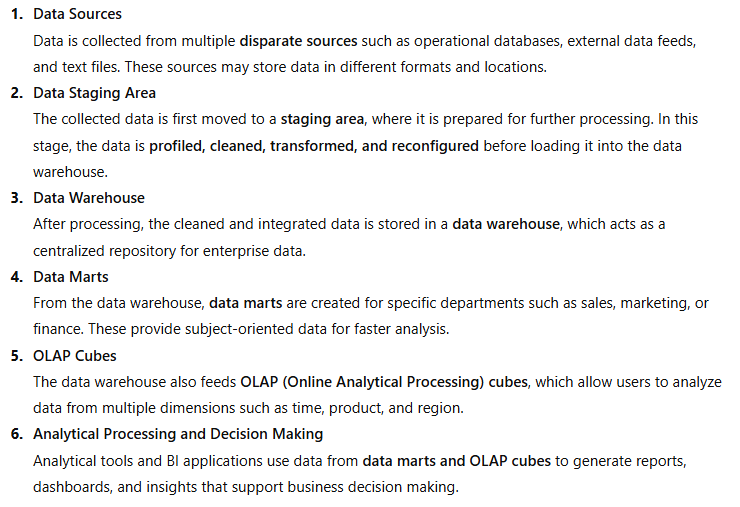 1. Data Sources
Data is collected from multiple disparate sources such as operational databases, external data feeds,
and text files. These sources may store data in different formats and locations.
2. Data Staging Area
The collected data is first moved to a staging area, where it is prepared for further processing. In this
stage, the data is profiled, cleaned, transformed, and reconfigured before loading it into the data
warehouse.
3. Data Warehouse
After processing, the cleaned and integrated data is stored in a data warehouse, which acts as a
centralized repository for enterprise data.
4. Data Marts
From the data warehouse, data marts are created for specific departments such as sales, marketing, or
finance. These provide subject-oriented data for faster analysis.
5. OLAP Cubes
The data warehouse also feeds OLAP (Online Analytical Processing) cubes, which allow users to analyze
data from multiple dimensions such as time, product, and region.
6. Analytical Processing and Decision Making
Analytical tools and BI applications use data from data marts and OLAP cubes to generate reports,
dashboards, and insights that support business decision making.